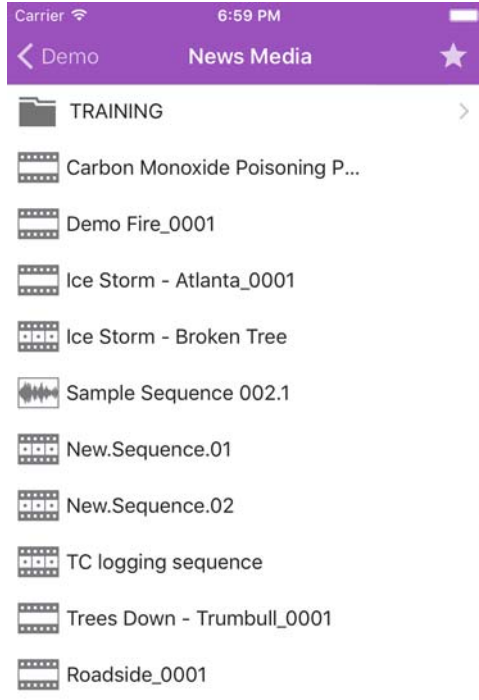 Carrier 6:59 PM
Demo News Media
TRAINING
Carbon Monoxide Poisoning P...
Demo Fire_0001
Ice Storm - Atlanta_0001
Ice Storm - Broken Tree
Sample Sequence 002.1
New.Sequence.01
New.Sequence.02
TC logging sequence
Trees Down - Trumbull_0001
Roadside_0001